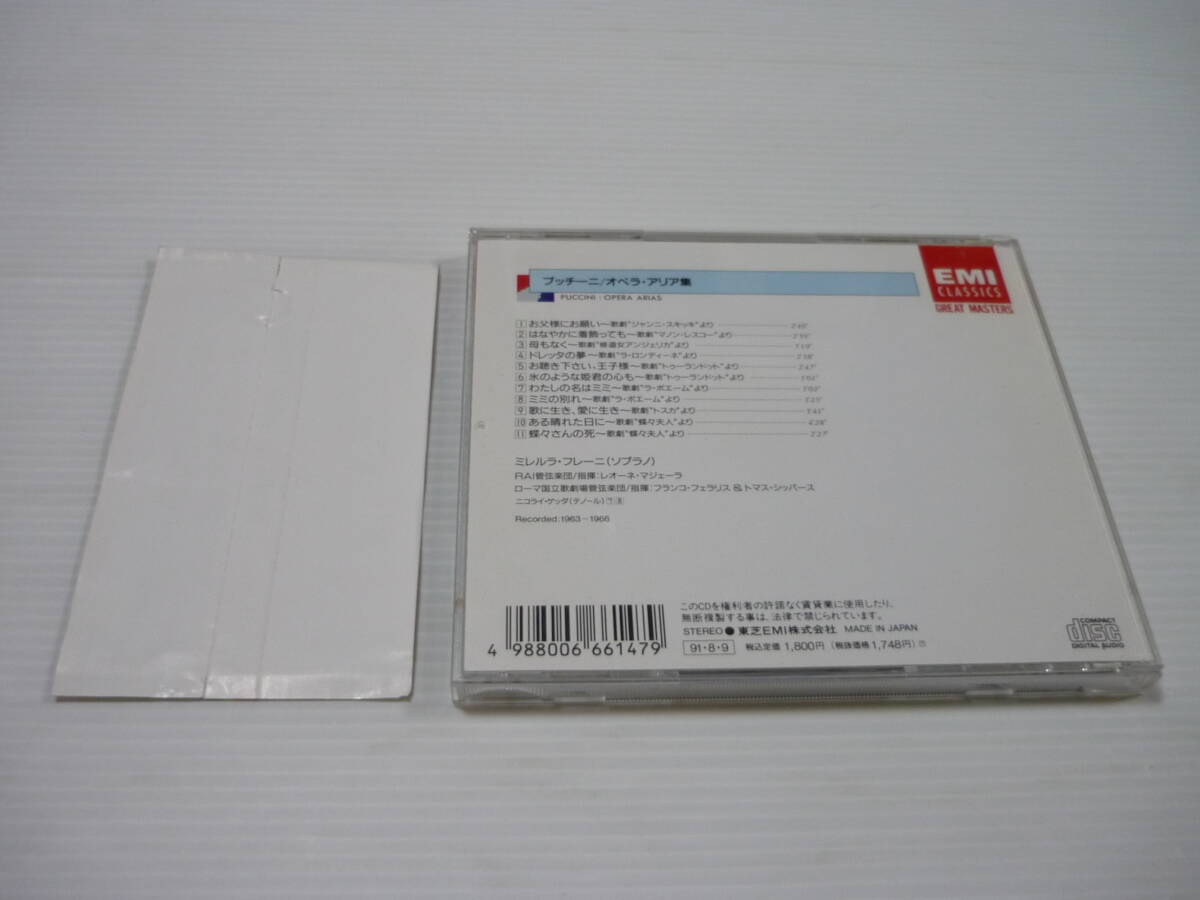 プッチーニ/オペラ・アリア集
PUCCINI : OPERA ARIAS
EMI
CLASSICS
GREAT MASTERS
1 お父様にお願い〜歌劇"ジャンニ・スキッキ"より
2 はなやかに着飾っても〜歌劇"マノン・レスコー"より
3 母もなく〜歌劇"修道女アンジェリカ"より
4 ドレッタの夢〜歌劇"ラ・ロンディーネ"より
5 お聴き下さい、王子様〜歌劇"トゥーランドット"より
6 氷のような姫君の心も〜歌劇"トゥーランドット"より
7 わたしの名はミミ〜歌劇"ラ・ボエーム"より
8 ミミの別れ〜歌劇"ラ・ボエーム"より
9 歌に生き、愛に生き〜歌劇"トスカ"より
10 ある晴れた日に〜歌劇"蝶々夫人"より 4'28"
11 蝶々さんの死〜歌劇"蝶々夫人"より 2'27"
ミレルラ・フレーニ(ソプラノ)
RAI管弦楽団/指揮:レオーネ・マジェーラ
ローマ国立歌劇場管弦楽団/指揮:フランコ・フェラリス&トマス・シッパース
ニコライ・ゲッダ(テノール) 7 8
Recorded:1963-1966
4 988006 661479
このCDを権利者の許諾なく賃貸業に使用したり、
無断複製する事は、法律で禁じられています。
STEREO ● 東芝EMI株式会社 MADE IN JAPAN
91・8・9 税込定価 1,800円 (税抜価格1,748円)
COMPACT
disc
DIGITAL AUDIO